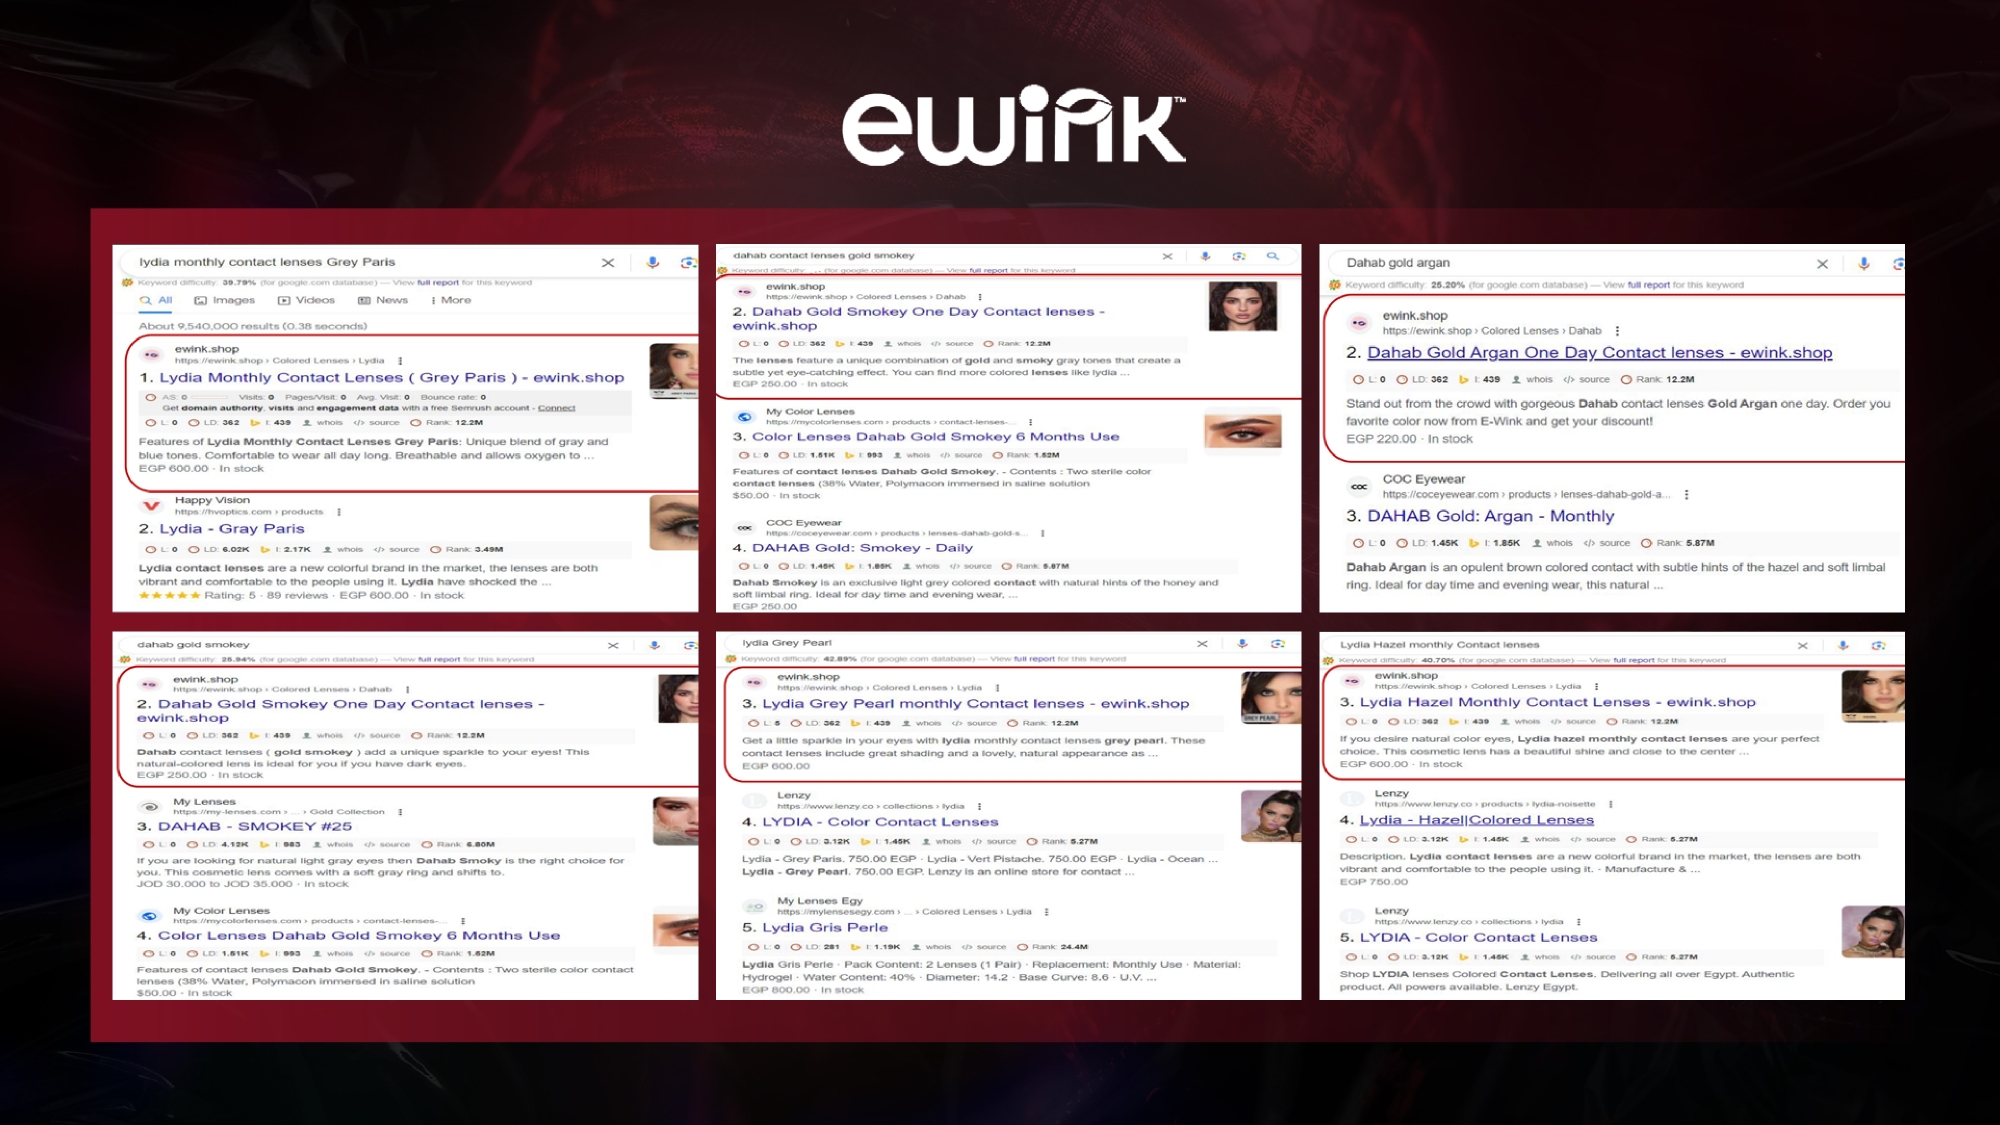 ewink™
lydia monthly contact lenses Grey Paris
Keyword difficulty: 39.79% (for google.com database) — View full report for this keyword
All Images Videos News More
About 9,540,000 results (0.38 seconds)
ewink.shop
https://ewink.shop › Colored Lenses › Lydia
1. Lydia Monthly Contact Lenses ( Grey Paris ) - ewink.shop
AS: 0 Visits: 0 Pages/Visit: 0 Avg. Visit: 0 Bounce rate: 0
Get domain authority, visits and engagement data with a free Semrush account - Connect
L: 0 LD: 362 I: 439 whois </> source Rank: 12.2M
Features of Lydia Monthly Contact Lenses Grey Paris: Unique blend of gray and
blue tones. Comfortable to wear all day long. Breathable and allows oxygen to ...
EGP 600.00 · In stock
Happy Vision
https://hvoptics.com › products
2. Lydia - Gray Paris
L: 0 LD: 6.02K I: 2.17K whois </> source Rank: 3.49M
Lydia contact lenses are a new colorful brand in the market, the lenses are both
vibrant and comfortable to the people using it. Lydia have shocked the ...
★★★★★ Rating: 5 · 89 reviews · EGP 600.00 · In stock
dahab contact lenses gold smokey
Keyword difficulty: ... (for google.com database) — View full report for this keyword
ewink.shop
https://ewink.shop › Colored Lenses › Dahab
2. Dahab Gold Smokey One Day Contact lenses -
ewink.shop
L: 0 LD: 362 I: 439 whois </> source Rank: 12.2M
The lenses feature a unique combination of gold and smoky gray tones that create a
subtle yet eye-catching effect. You can find more colored lenses like lydia ...
EGP 250.00 · In stock
My Color Lenses
https://mycolorlenses.com › products › contact-lenses-...
3. Color Lenses Dahab Gold Smokey 6 Months Use
L: 0 LD: 1.51K I: 993 whois </> source Rank: 1.52M
Features of contact lenses Dahab Gold Smokey. - Contents : Two sterile color
contact lenses (38% Water, Polymacon immersed in saline solution
$50.00 · In stock
COC Eyewear
https://coceyewear.com › products › lenses-dahab-gold-s...
4. DAHAB Gold: Smokey - Daily
L: 0 LD: 1.45K I: 1.85K whois </> source Rank: 5.87M
Dahab Smokey is an exclusive light grey colored contact with natural hints of the honey and
soft limbal ring. Ideal for day time and evening wear, ...
EGP 250.00
Dahab gold argan
Keyword difficulty: 25.20% (for google.com database) — View full report for this keyword
ewink.shop
https://ewink.shop › Colored Lenses › Dahab
2. Dahab Gold Argan One Day Contact lenses - ewink.shop
L: 0 LD: 362 I: 439 whois </> source Rank: 12.2M
Stand out from the crowd with gorgeous Dahab contact lenses Gold Argan one day. Order you
favorite color now from E-Wink and get your discount!
EGP 220.00 · In stock
COC Eyewear
https://coceyewear.com › products › lenses-dahab-gold-a...
3. DAHAB Gold: Argan - Monthly
L: 0 LD: 1.45K I: 1.85K whois </> source Rank: 5.87M
Dahab Argan is an opulent brown colored contact with subtle hints of the hazel and soft limbal
ring. Ideal for day time and evening wear, this natural ...
dahab gold smokey
Keyword difficulty: 25.94% (for google.com database) — View full report for this keyword
ewink.shop
https://ewink.shop › Colored Lenses › Dahab
2. Dahab Gold Smokey One Day Contact lenses -
ewink.shop
L: 0 LD: 362 I: 439 whois </> source Rank: 12.2M
Dahab contact lenses ( gold smokey ) add a unique sparkle to your eyes! This
natural-colored lens is ideal for you if you have dark eyes.
EGP 250.00 · In stock
My Lenses
https://my-lenses.com › ... › Gold Collection
3. DAHAB - SMOKEY #25
L: 0 LD: 4.12K I: 983 whois </> source Rank: 6.80M
If you are looking for natural light gray eyes then Dahab Smoky is the right choice for
you. This cosmetic lens comes with a soft gray ring and shifts to.
JOD 30.000 to JOD 35.000 · In stock
My Color Lenses
https://mycolorlenses.com › products › contact-lenses-...
4. Color Lenses Dahab Gold Smokey 6 Months Use
L: 0 LD: 1.51K I: 993 whois </> source Rank: 1.52M
Features of contact lenses Dahab Gold Smokey. - Contents : Two sterile color contact
lenses (38% Water, Polymacon immersed in saline solution
$50.00 · In stock
lydia Grey Pearl
Keyword difficulty: 42.89% (for google.com database) — View full report for this keyword
ewink.shop
https://ewink.shop › Colored Lenses › Lydia
3. Lydia Grey Pearl monthly Contact lenses - ewink.shop
GREY PEARL
L: 5 LD: 362 I: 439 whois </> source Rank: 12.2M
Get a little sparkle in your eyes with lydia monthly contact lenses grey pearl. These
contact lenses include great shading and a lovely, natural appearance as ...
EGP 600.00
Lenzy
https://www.lenzy.co › collections › lydia
4. LYDIA - Color Contact Lenses
L: 0 LD: 3.12K I: 1.45K whois </> source Rank: 5.27M
Lydia - Grey Paris. 750.00 EGP · Lydia - Vert Pistache. 750.00 EGP · Lydia - Ocean ...
Lydia - Grey Pearl. 750.00 EGP. Lenzy is an online store for contact ...
My Lenses Egy
https://mylensesegy.com › ... › Colored Lenses › Lydia
5. Lydia Gris Perle
L: 0 LD: 281 I: 1.19K whois </> source Rank: 24.4M
Lydia Gris Perle · Pack Content: 2 Lenses (1 Pair) · Replacement: Monthly Use · Material:
Hydrogel · Water Content: 40% · Diameter: 14.2 · Base Curve: 8.6 · U.V. ...
EGP 800.00 · In stock
Lydia Hazel monthly Contact lenses
Keyword difficulty: 40.70% (for google.com database) — View full report for this keyword
ewink.shop
https://ewink.shop › Colored Lenses › Lydia
3. Lydia Hazel Monthly Contact Lenses - ewink.shop
L: 0 LD: 362 I: 439 whois </> source Rank: 12.2M
If you desire natural color eyes, Lydia hazel monthly contact lenses are your perfect
choice. This cosmetic lens has a beautiful shine and close to the center ...
EGP 600.00 · In stock
Lenzy
https://www.lenzy.co › products › lydia-noisette
4. Lydia - Hazel|Colored Lenses
L: 0 LD: 3.12K I: 1.45K whois </> source Rank: 5.27M
Description. Lydia contact lenses are a new colorful brand in the market, the lenses are both
vibrant and comfortable to the people using it. · Manufacture & ...
EGP 750.00
Lenzy
https://www.lenzy.co › collections › lydia
5. LYDIA - Color Contact Lenses
L: 0 LD: 3.12K I: 1.45K whois </> source Rank: 5.27M
Shop LYDIA lenses Colored Contact Lenses. Delivering all over Egypt. Authentic
product. All powers available. Lenzy Egypt.